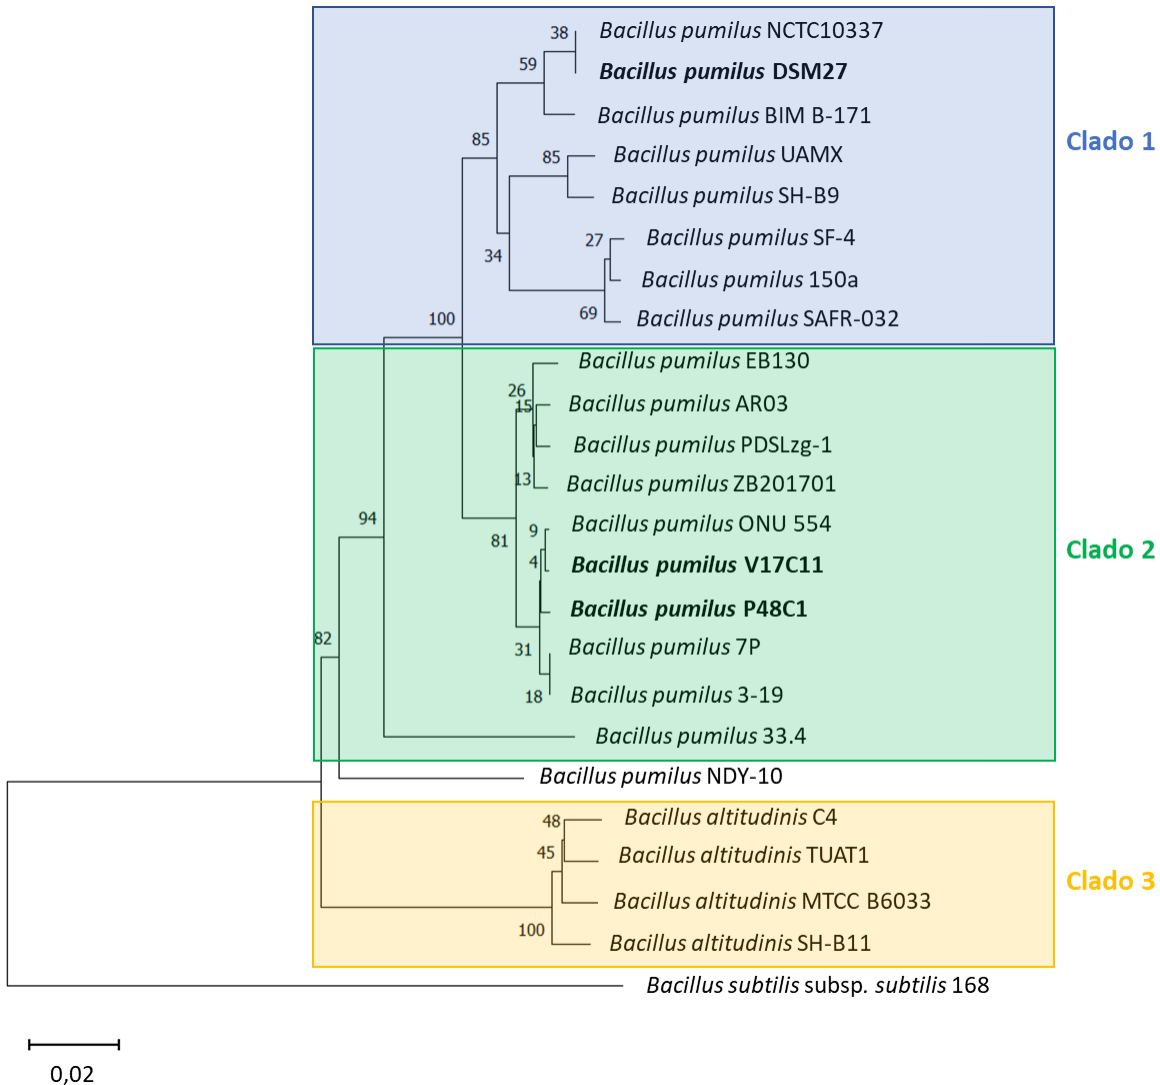 38
Bacillus pumilus NCTC10337
59
Bacillus pumilus DSM27
Bacillus pumilus BIM B-171
85
Clado 1
85
Bacillus pumilus UAMX
Bacillus pumilus SH-B9
34
27
Bacillus pumilus SF-4
Bacillus pumilus 150a
69
Bacillus pumilus SAFR-032
100
Bacillus pumilus EB130
26
15
Bacillus pumilus AR03
Bacillus pumilus PDSLzg-1
13
Bacillus pumilus ZB201701
94
81
9
Bacillus pumilus ONU 554
Clado 2
4
Bacillus pumilus V17C11
Bacillus pumilus P48C1
82
31
Bacillus pumilus 7P
18
Bacillus pumilus 3-19
Bacillus pumilus 33.4
Bacillus pumilus NDY-10
48
Bacillus altitudinis C4
45
Bacillus altitudinis TUAT1
Clado 3
Bacillus altitudinis MTCC B6033
100
Bacillus altitudinis SH-B11
Bacillus subtilis subsp. subtilis 168
0,02